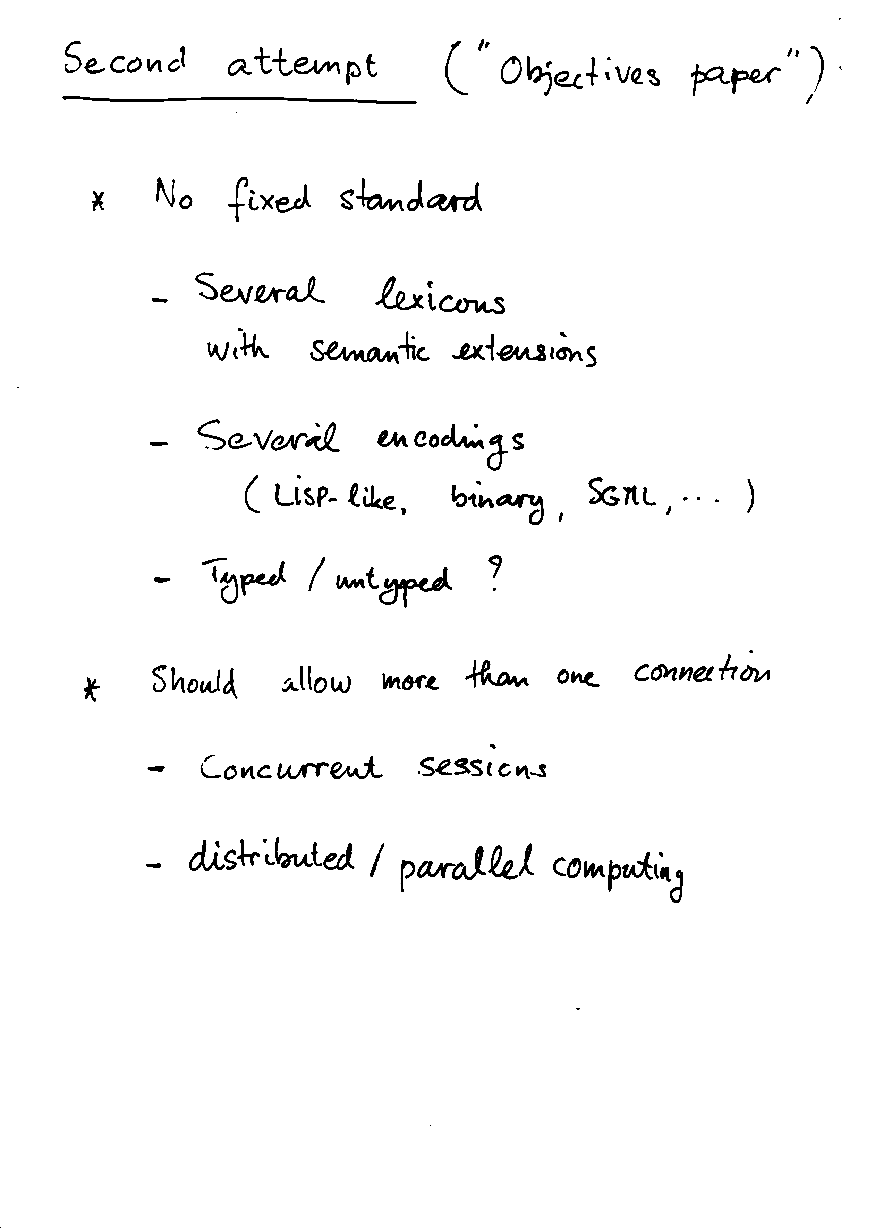 Second attempt ("Objectives paper")
* No fixed standard
- Several lexicons
with semantic extensions
- Several encodings
(LISP-like, binary, SGML, ...)
- Typed / untyped ?
* Should allow more than one connection
- Concurrent sessions
- distributed / parallel computing